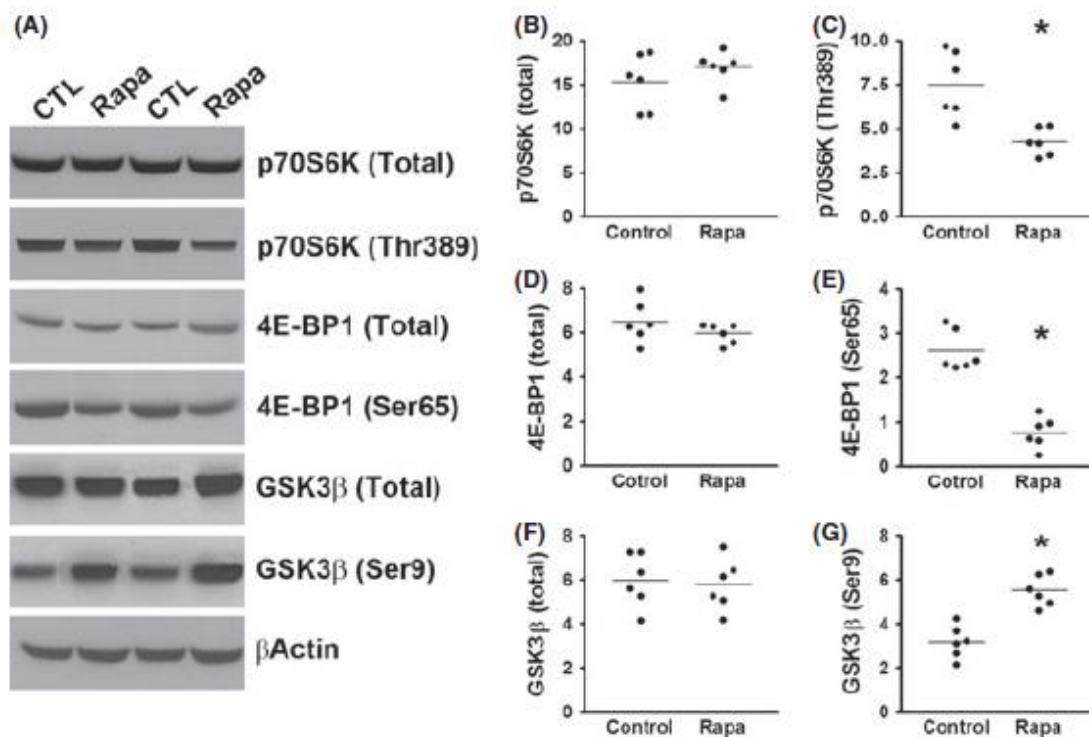 (A)
CTL Rapa CTL Rapa
p70S6K (Total)
p70S6K (Thr389)
4E-BP1 (Total)
4E-BP1 (Ser65)
GSK3β (Total)
GSK3β (Ser9)
βActin
(B)
p70S6K (total)
20
15
10
5
0
Control Rapa
(C)
p70S6K (Thr389)
10.0
7.5
5.0
2.5
0.0
*
Control Rapa
(D)
4E-BP1 (total)
8
6
4
2
0
Cotrol Rapa
(E)
4E-BP1 (Ser65)
4
3
2
1
0
*
Cotrol Rapa
(F)
GSK3β (total)
8
6
4
2
0
Control Rapa
(G)
GSK3β (Ser9)
8
6
4
2
0
*
Control Rapa